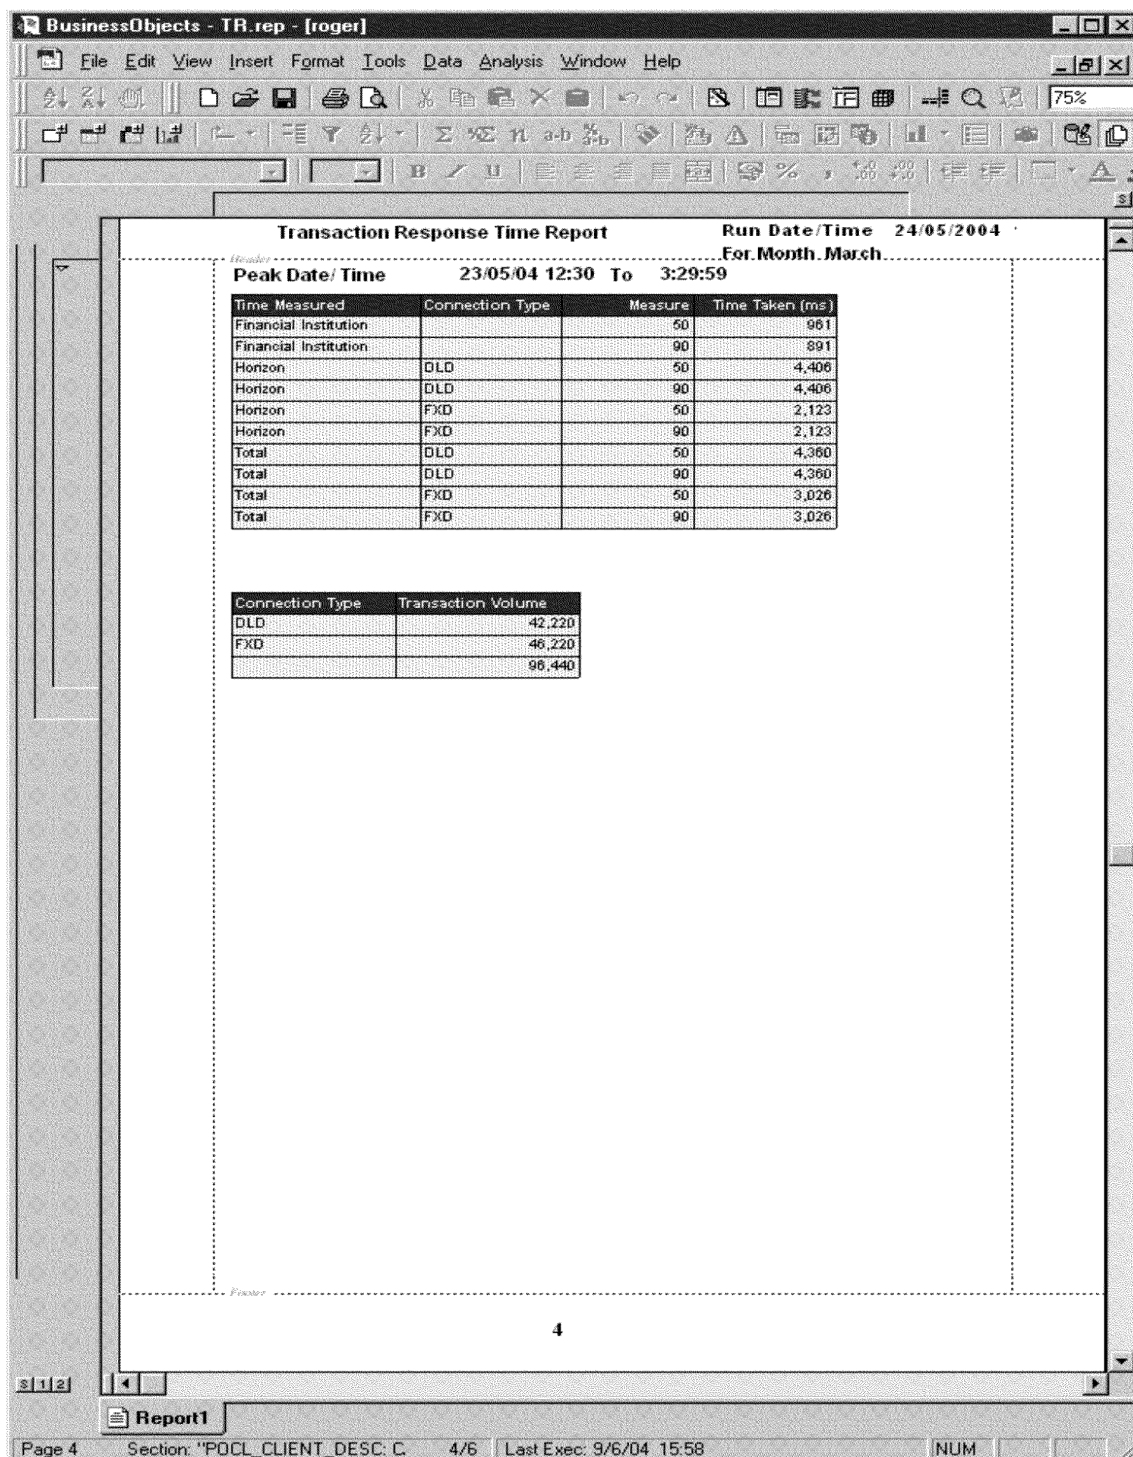 BusinessObjects - TR.rep - [roger]
File Edit View Insert Format Tools Data Analysis Window Help
75%
Transaction Response Time Report
Run Date/Time 24/05/2004
For Month March
Header
Peak Date/ Time 23/05/04 12:30 To 3:29:59
Time Measured Connection Type Measure Time Taken (ms)
Financial Institution 50 961
Financial Institution 90 891
Horizon DLD 50 4,406
Horizon DLD 90 4,406
Horizon FXD 50 2,123
Horizon FXD 90 2,123
Total DLD 50 4,360
Total DLD 90 4,360
Total FXD 50 3,026
Total FXD 90 3,026
Connection Type Transaction Volume
DLD 42,220
FXD 46,220
96,440
Footer
4
S 1 2
Report1
Page 4 Section: "POCL_CLIENT_DESC: C. 4/6 Last Exec: 9/6/04 15:58 NUM